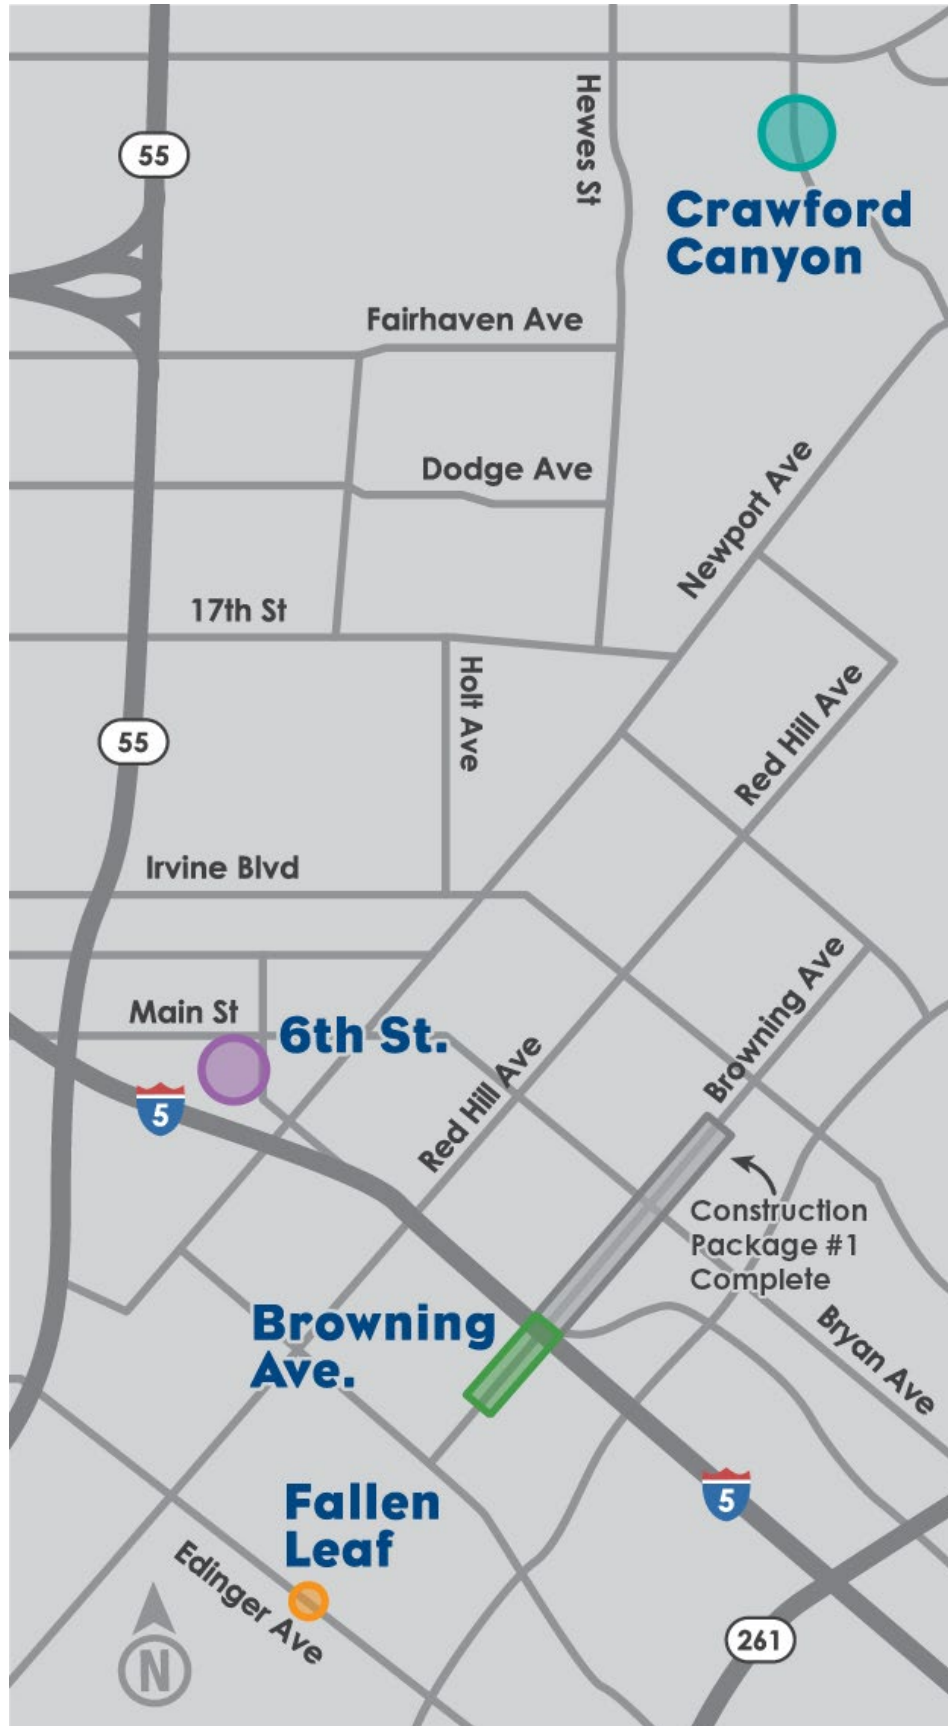 Hewes St
55
Crawford
Canyon
Fairhaven Ave
Dodge Ave
Newport Ave
17th St
Holt Ave
Red Hill Ave
55
Irvine Blvd
Browning Ave
Main St
6th St.
Red Hill Ave
5
Construction
Package #1
Complete
Browning
Ave.
Bryan Ave
Fallen
Leaf
5
Edinger Ave
261
N